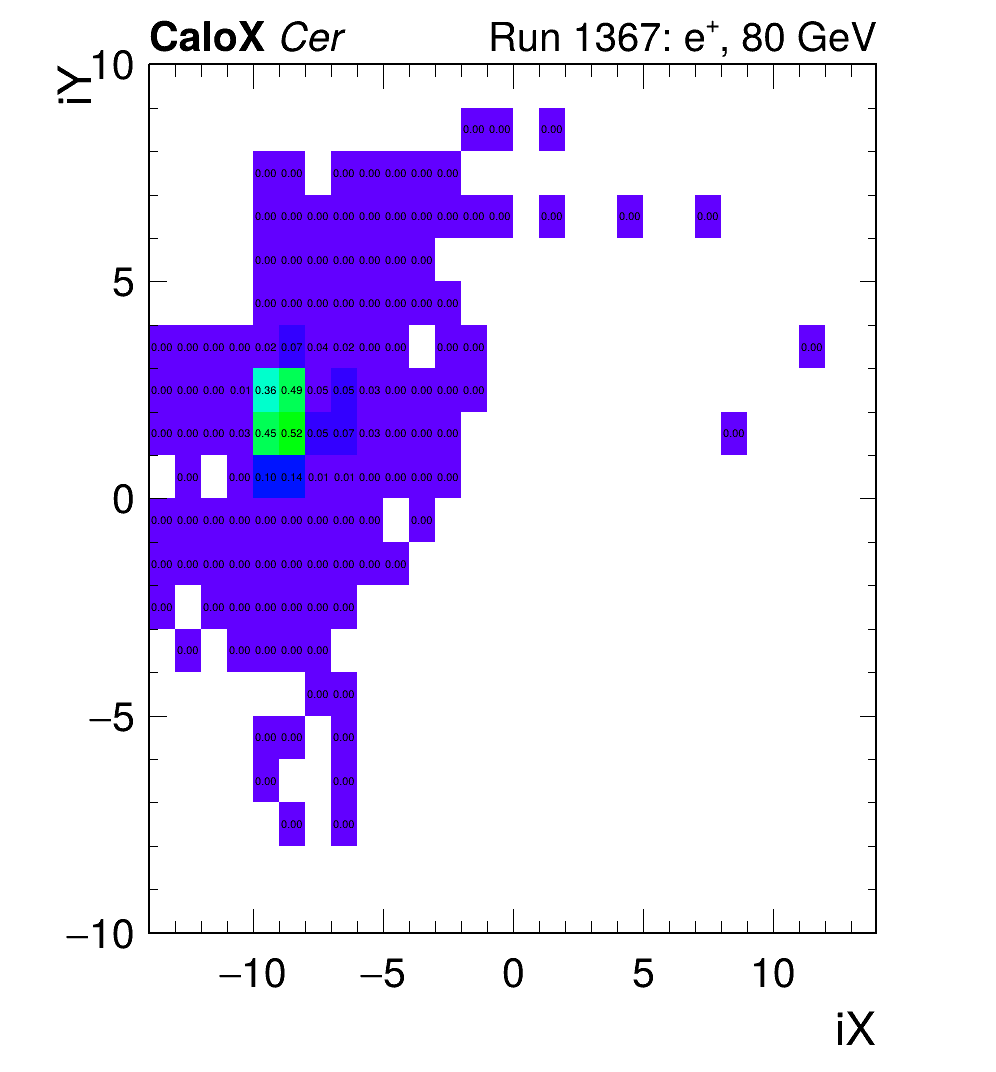 CaloX Cer Run 1367: e⁺, 80 GeV
iY
10
0.00 0.00 0.00
0.00 0.00 0.00 0.00 0.00 0.00 0.00
0.00 0.00 0.00 0.00 0.00 0.00 0.00 0.00 0.00 0.00 0.00 0.00 0.00
0.00 0.00 0.00 0.00 0.00 0.00 0.00
5
0.00 0.00 0.00 0.00 0.00 0.00 0.00 0.00
0.00 0.00 0.00 0.00 0.02 0.07 0.04 0.02 0.00 0.00 0.00 0.00 0.00
0.00 0.00 0.00 0.01 0.36 0.49 0.05 0.05 0.03 0.00 0.00 0.00 0.00
0.00 0.00 0.00 0.03 0.45 0.52 0.05 0.07 0.03 0.00 0.00 0.00 0.00
0.00 0.00 0.10 0.14 0.01 0.01 0.00 0.00 0.00 0.00
0
0.00 0.00 0.00 0.00 0.00 0.00 0.00 0.00 0.00 0.00
0.00 0.00 0.00 0.00 0.00 0.00 0.00 0.00 0.00 0.00
0.00 0.00 0.00 0.00 0.00 0.00 0.00
0.00 0.00 0.00 0.00 0.00
0.00 0.00
−5
0.00 0.00 0.00
0.00 0.00
0.00 0.00
−10
−10 −5 0 5 10
iX